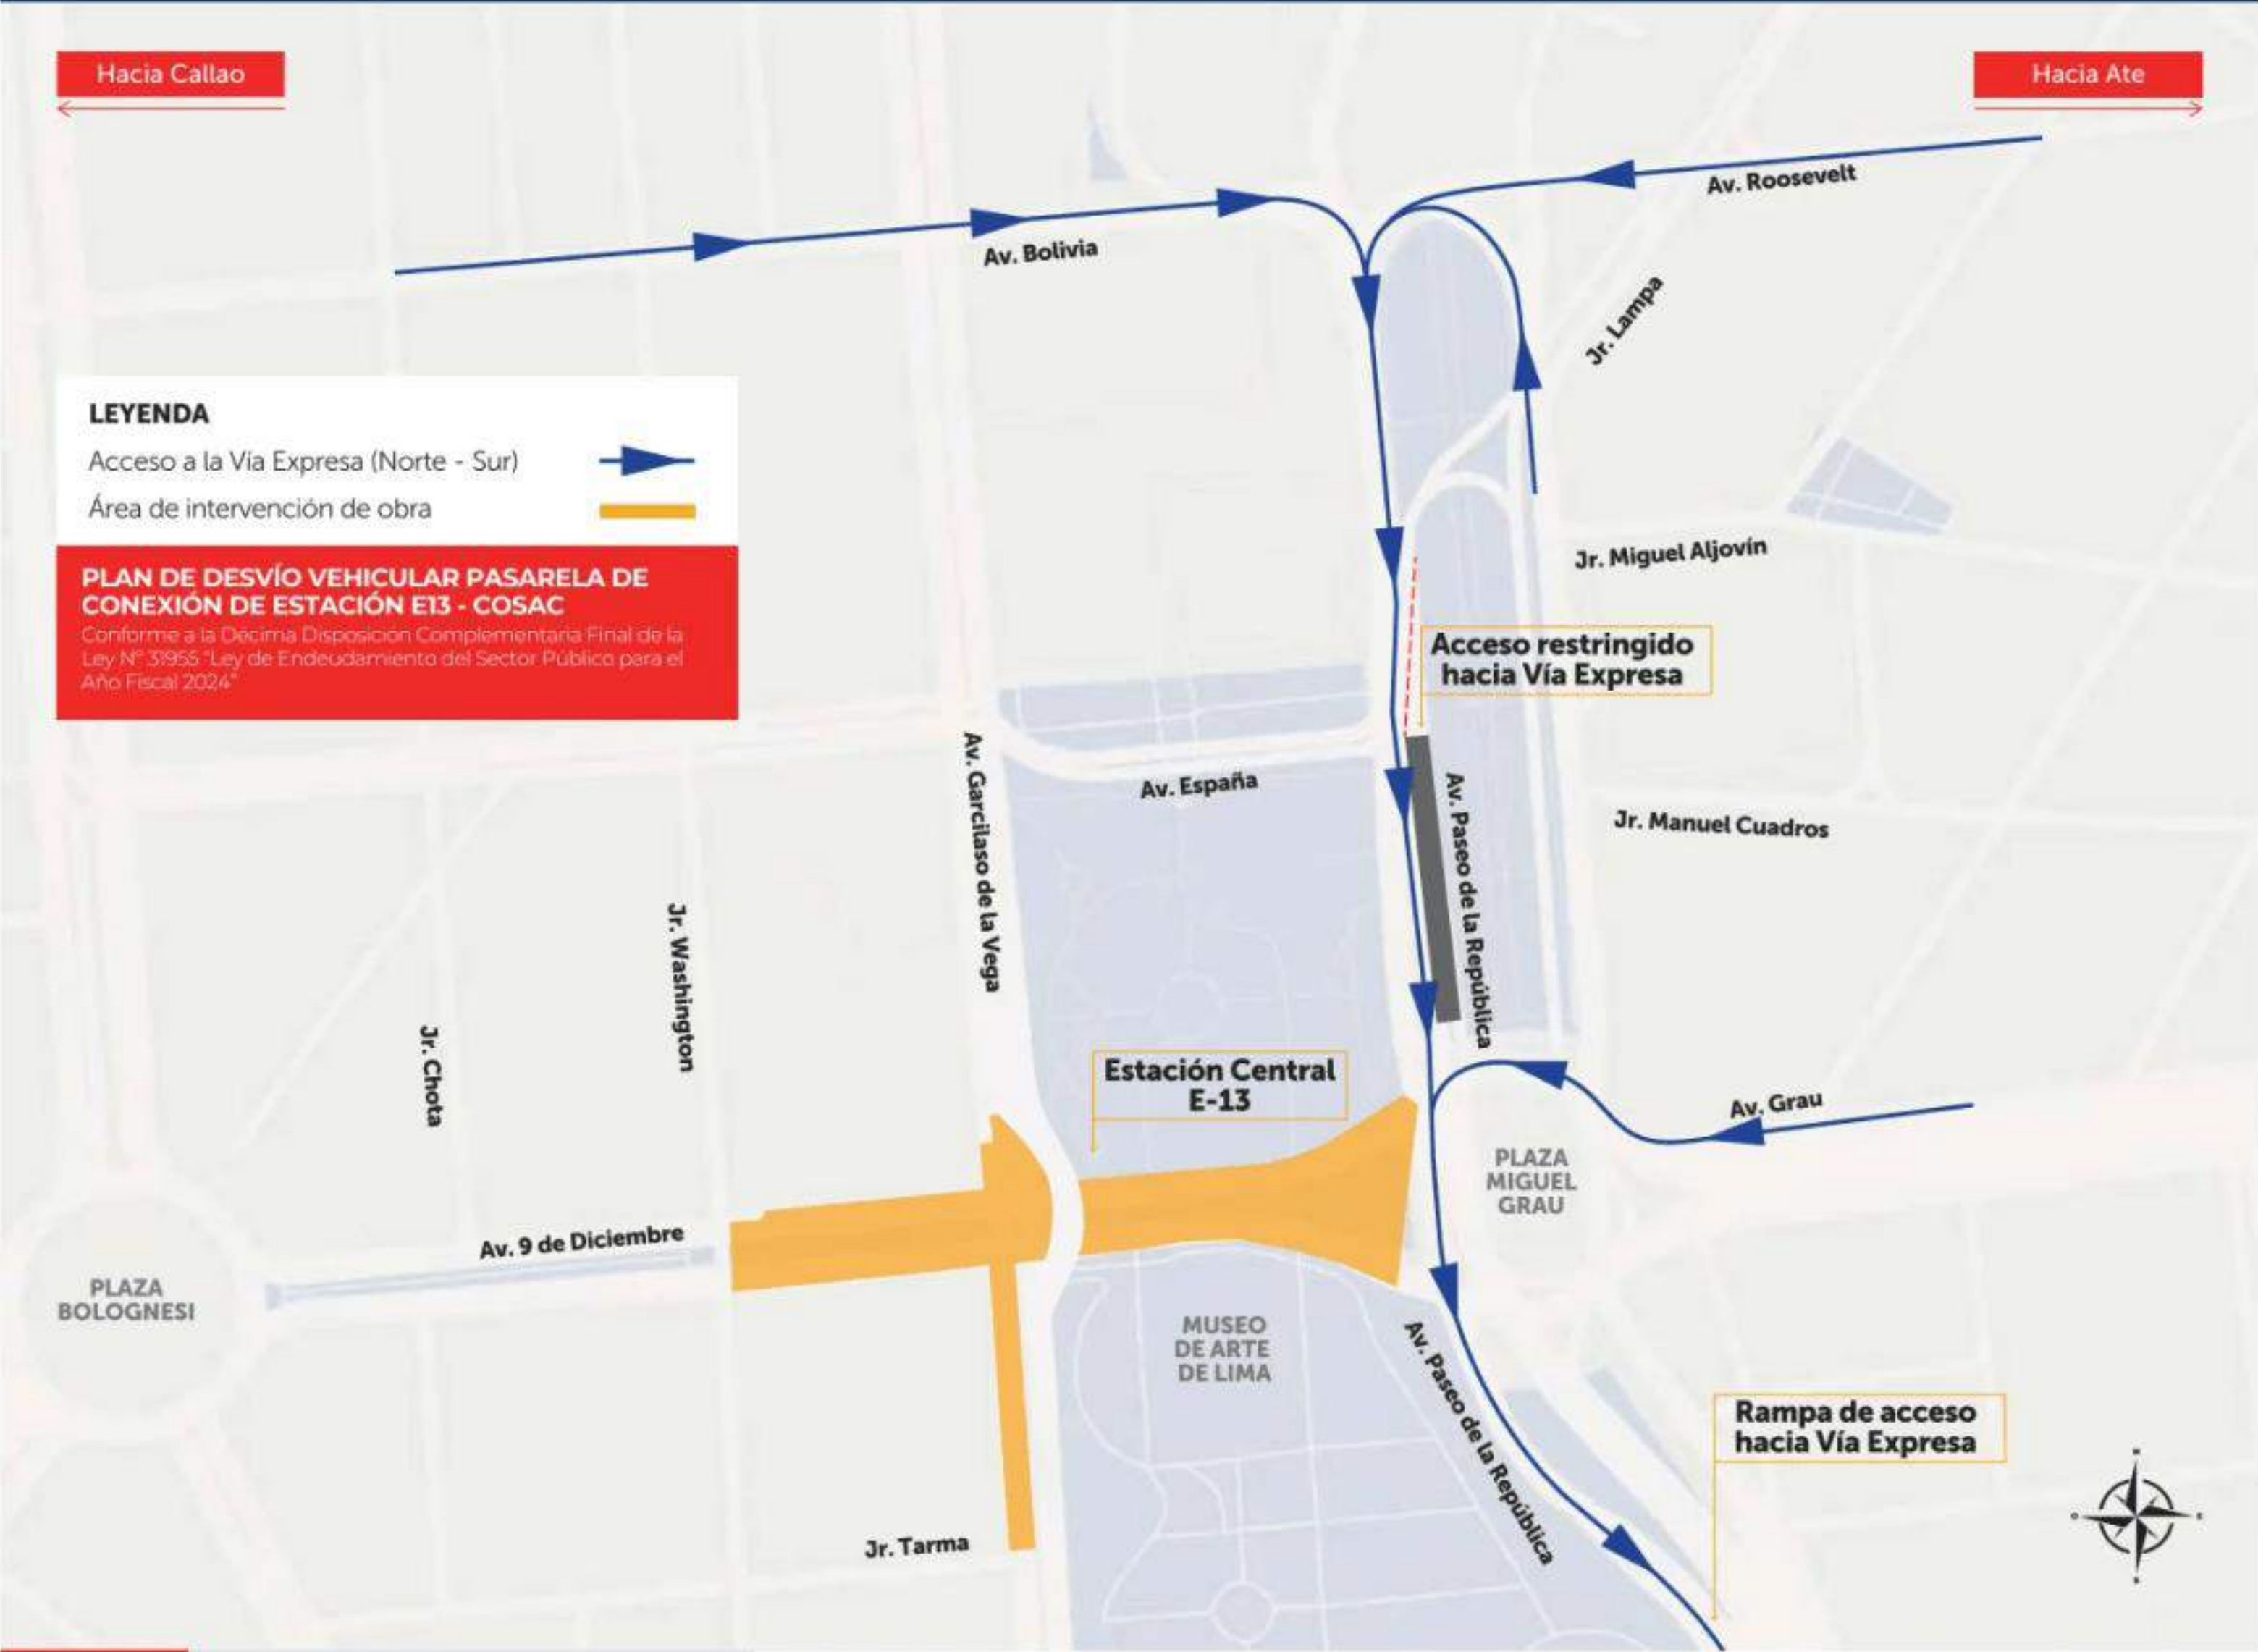 Hacia Callao
Hacia Ate
Av. Roosevelt
Av. Bolivia
Jr. Lampa
LEYENDA
Acceso a la Vía Expresa (Norte - Sur)
Área de intervención de obra
PLAN DE DESVÍO VEHICULAR PASARELA DE
CONEXIÓN DE ESTACIÓN E13 - COSAC
Conforme a la Décima Disposición Complementaria Final de la
Ley N° 31955 "Ley de Endeudamiento del Sector Público para el
Año Fiscal 2024"
Jr. Miguel Aljovín
Acceso restringido
hacia Vía Expresa
Av. España
Av. Garcilaso de la Vega
Av. Paseo de la República
Jr. Manuel Cuadros
Jr. Washington
Jr. Chota
Estación Central
E-13
Av. Grau
PLAZA
MIGUEL
GRAU
Av. 9 de Diciembre
PLAZA
BOLOGNESI
MUSEO
DE ARTE
DE LIMA
Av. Paseo de la República
Rampa de acceso
hacia Vía Expresa
Jr. Tarma